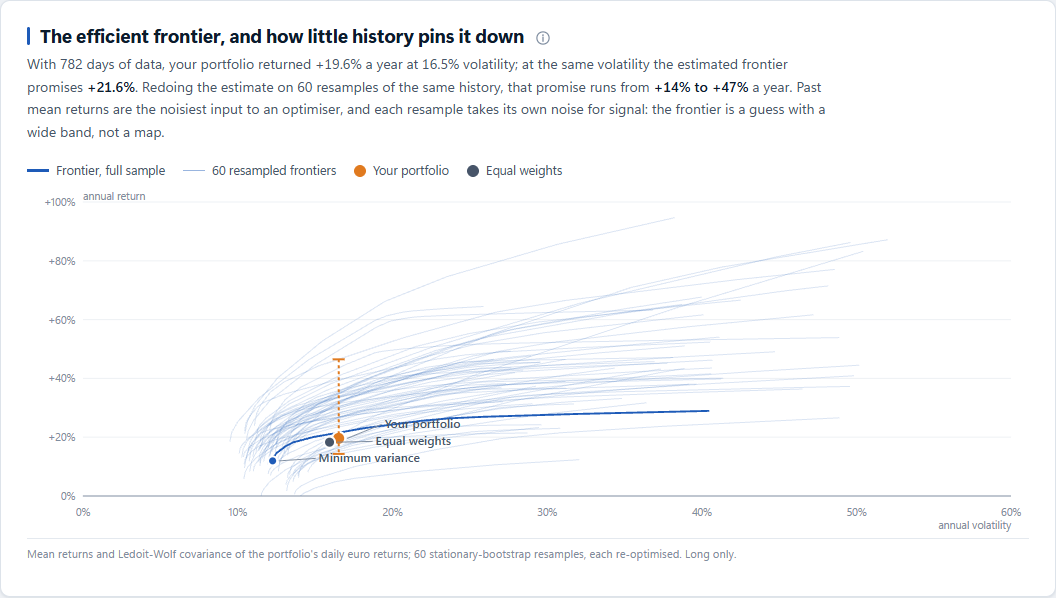 The efficient frontier, and how little history pins it down
With 782 days of data, your portfolio returned +19.6% a year at 16.5% volatility; at the same volatility the estimated frontier
promises +21.6%. Redoing the estimate on 60 resamples of the same history, that promise runs from +14% to +47% a year. Past
mean returns are the noisiest input to an optimiser, and each resample takes its own noise for signal: the frontier is a guess with a
wide band, not a map.
Frontier, full sample 60 resampled frontiers Your portfolio Equal weights
annual return
+100%
+80%
+60%
+40%
+20%
0%
Your portfolio
Equal weights
Minimum variance
0% 10% 20% 30% 40% 50% 60%
annual volatility
Mean returns and Ledoit-Wolf covariance of the portfolio's daily euro returns; 60 stationary-bootstrap resamples, each re-optimised. Long only.